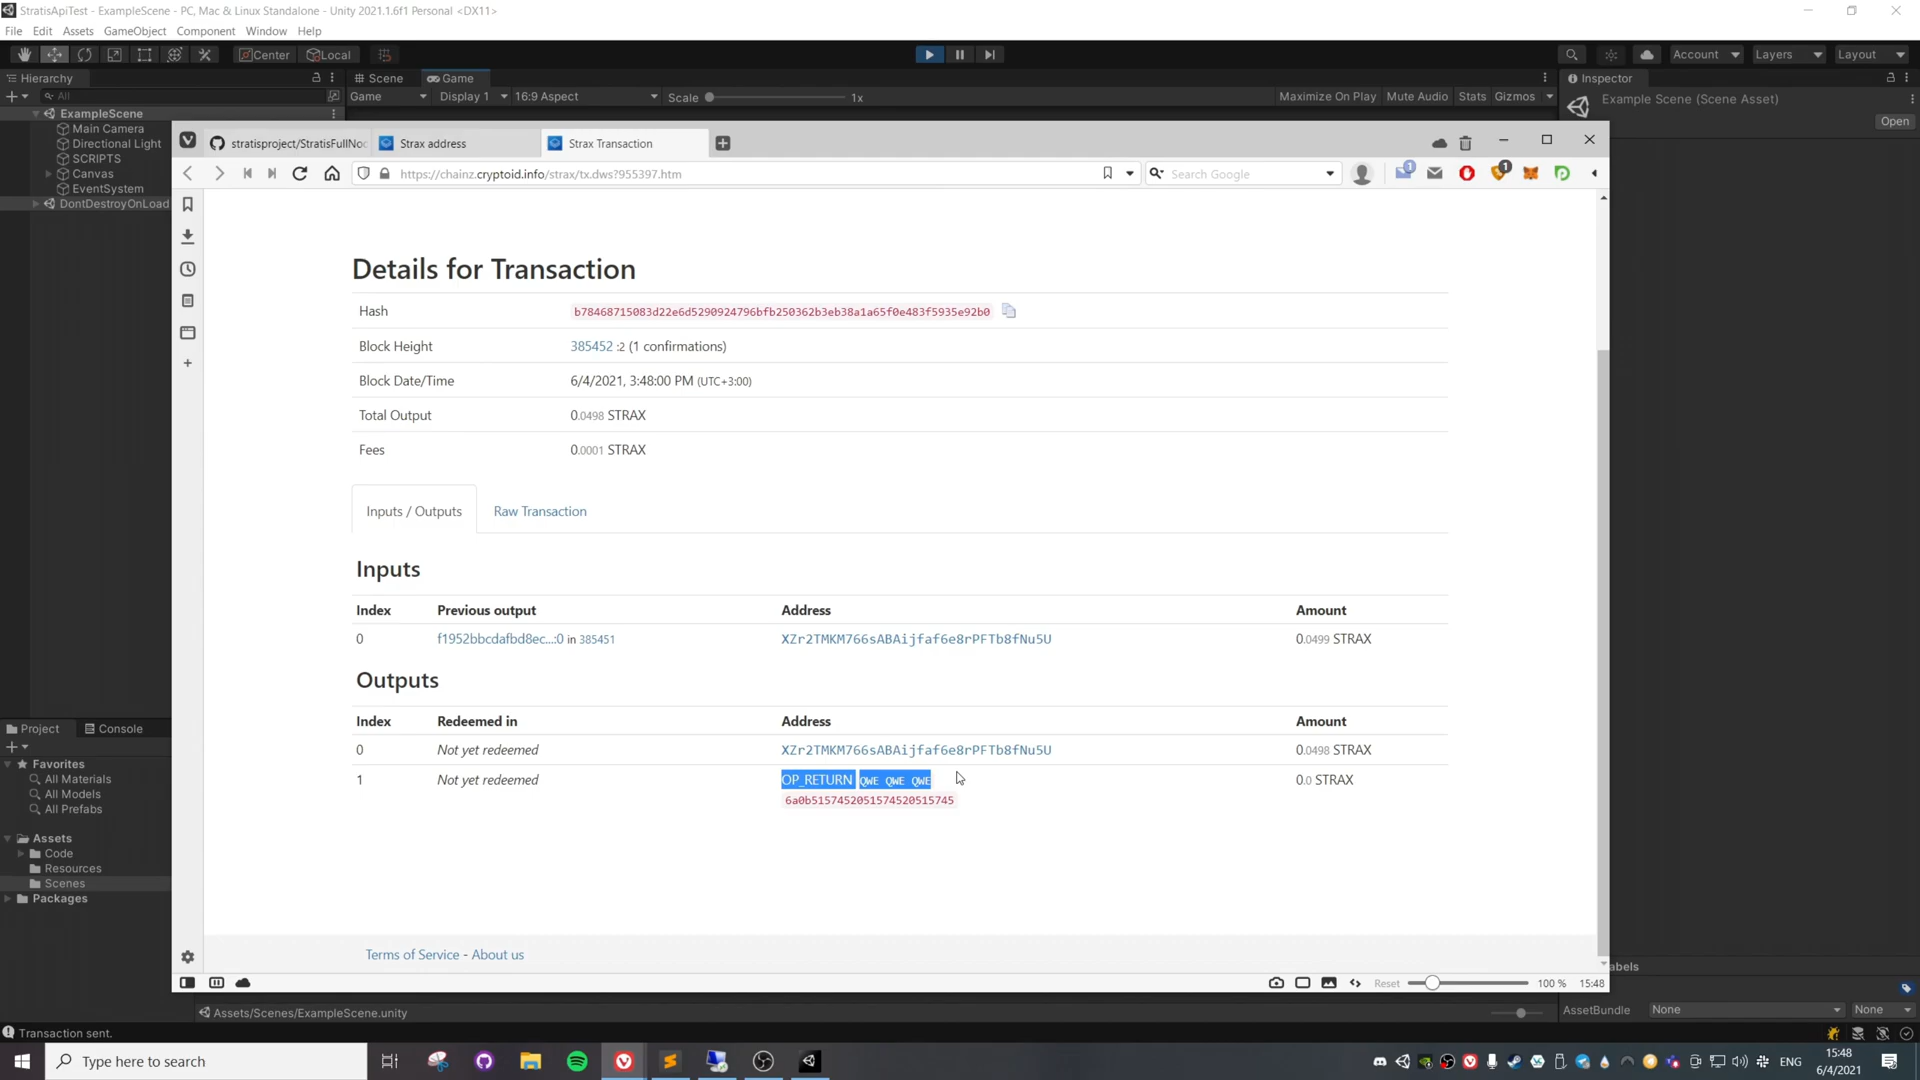 StratisApiTest - ExampleScene - PC, Mac & Linux Standalone - Unity 2021.1.6f1 Personal <DX11>
File Edit Assets GameObject Component Window Help
Center Local Account Layers Layout
Hierarchy Scene Game Inspector
All Game Display 1 16:9 Aspect Scale 1x Maximize On Play Mute Audio Stats Gizmos Example Scene (Scene Asset)
ExampleScene Open
Main Camera
Directional Light
SCRIPTS
Canvas
EventSystem
DontDestroyOnLoad
stratisproject/StratisFullNo Strax address Strax Transaction
https://chainz.cryptoid.info/strax/tx.dws?955397.htm Search Google 1 1
Details for Transaction
Hash b78468715083d22e6d5290924796bfb250362b3eb38a1a65f0e483f5935e92b0
Block Height 385452 :2 (1 confirmations)
Block Date/Time 6/4/2021, 3:48:00 PM (UTC+3:00)
Total Output 0.0498 STRAX
Fees 0.0001 STRAX
Inputs / Outputs Raw Transaction
Inputs
Index Previous output Address Amount
0 f1952bbcdafbd8ec...:0 in 385451 XZr2TMKM766sABAijfaf6e8rPFTb8fNu5U 0.0499 STRAX
Outputs
Index Redeemed in Address Amount
0 Not yet redeemed XZr2TMKM766sABAijfaf6e8rPFTb8fNu5U 0.0498 STRAX
1 Not yet redeemed OP_RETURN QWE QWE QWE 0.0 STRAX
6a0b5157452051574520515745
Terms of Service - About us
Reset 100 % 15:48
Project Console
Favorites
All Materials
All Models
All Prefabs
Assets
Code
Resources
Scenes
Packages
abels
Assets/Scenes/ExampleScene.unity AssetBundle None None
Transaction sent.
Type here to search ENG 15:48
6/4/2021